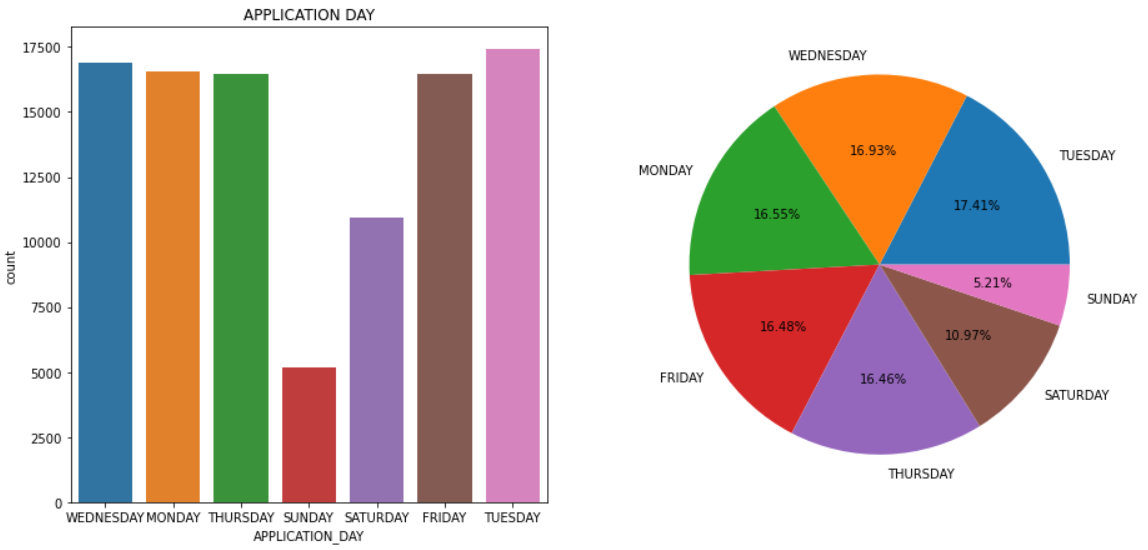 APPLICATION DAY
17500
15000
12500
10000
7500
5000
2500
0
count
WEDNESDAY MONDAY THURSDAY SUNDAY SATURDAY FRIDAY TUESDAY
APPLICATION_DAY
WEDNESDAY
TUESDAY
MONDAY
16.93%
17.41%
16.55%
5.21%
SUNDAY
16.48%
10.97%
FRIDAY
16.46%
SATURDAY
THURSDAY